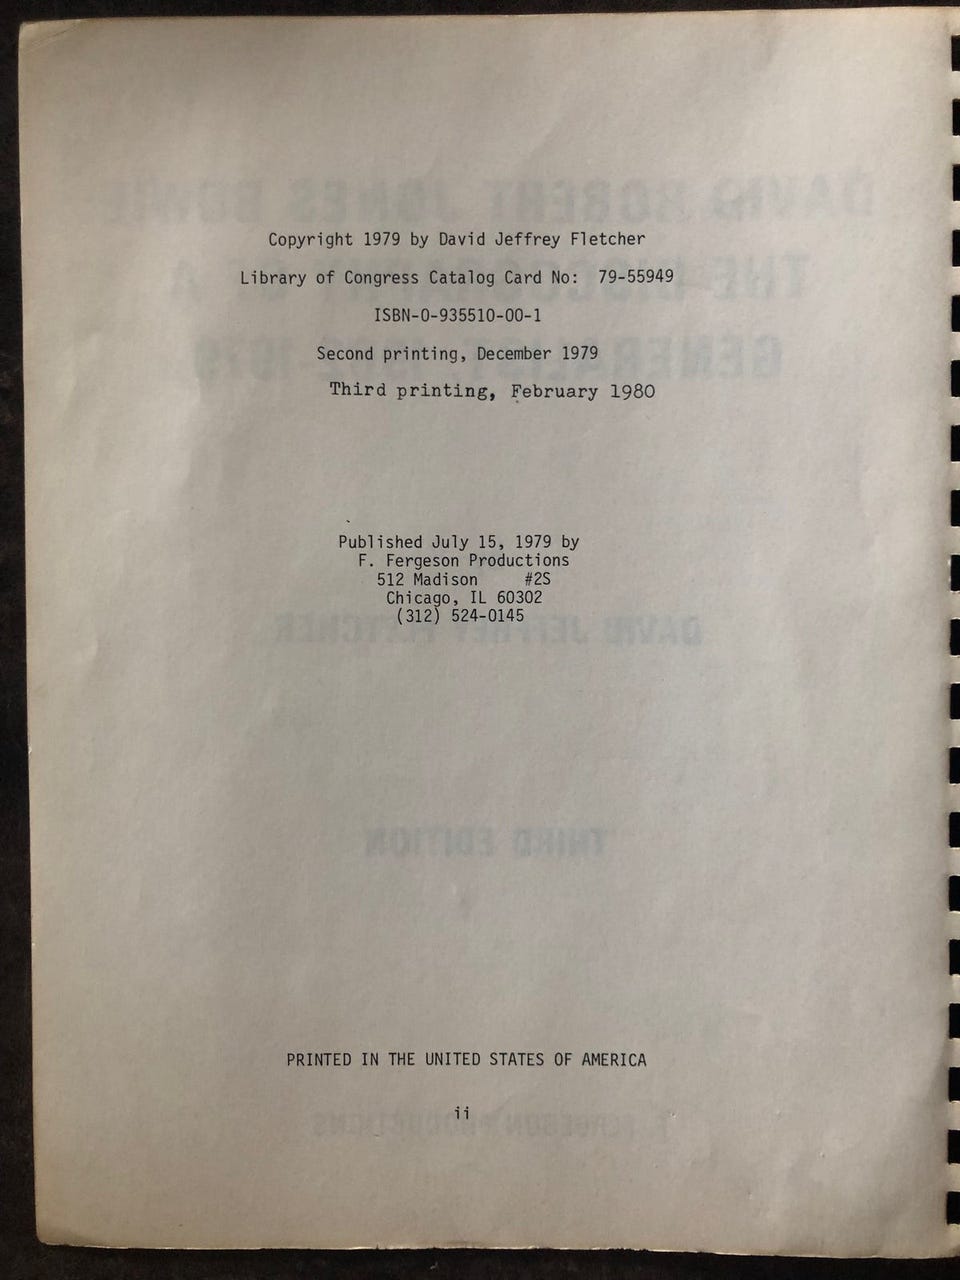 Copyright 1979 by David Jeffrey Fletcher
Library of Congress Catalog Card No: 79-55949
ISBN-0-935510-00-1
Second printing, December 1979
Third printing, February 1980
Published July 15, 1979 by
F. Fergeson Productions
512 Madison #2S
Chicago, IL 60302
(312) 524-0145
PRINTED IN THE UNITED STATES OF AMERICA
ii